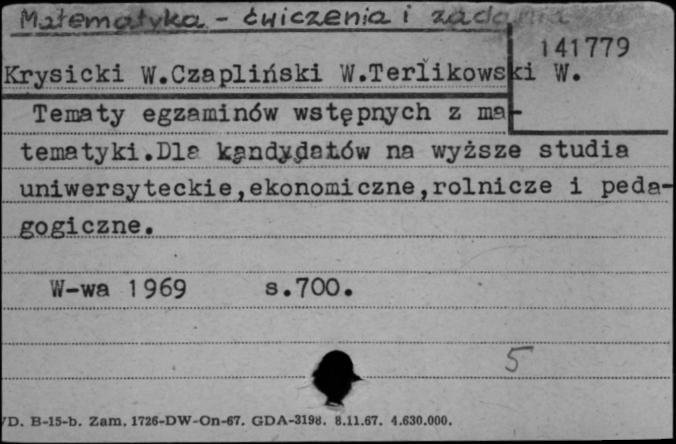 Matematyka - ćwiczenia i zadania
141779
Krysicki W.Czapliński W.Terlikowski W.
Tematy egzaminów wstępnych z ma-
tematyki.Dla kandydatów na wyższe studia
uniwersyteckie,ekonomiczne,rolnicze i peda-
gogiczne.
W-wa 1969 s.700.
5
D. B-15-b. Zam. 1726-DW-On-67. GDA-3198. 8.11.67. 4.630.000.